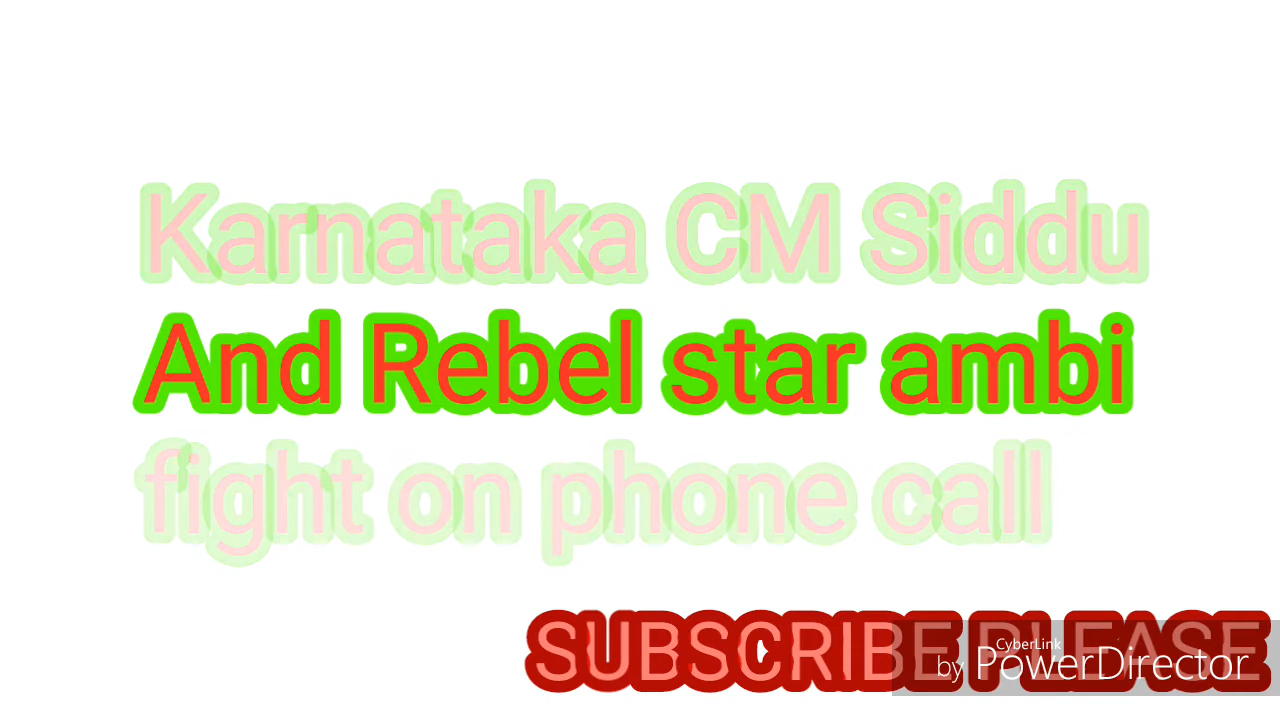 Karnataka CM Siddu
And Rebel star ambi
fight on phone call
SUBSCRIBE PLEASE
CyberLink
by PowerDirector